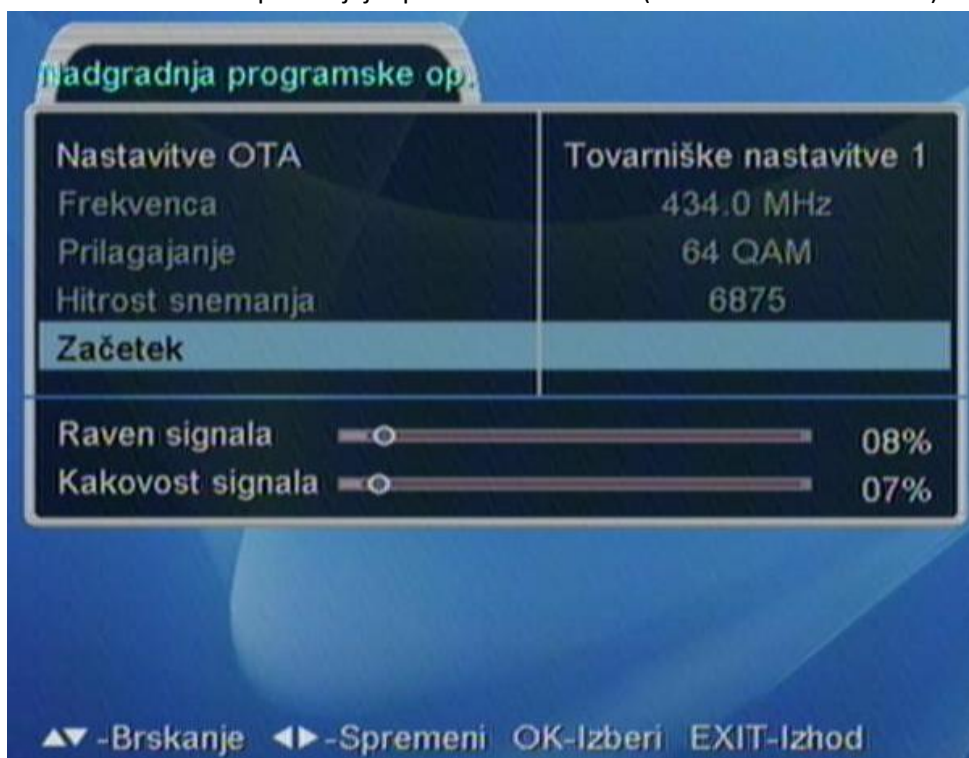 Nadgradnja programske op.
Nastavitve OTA Tovarniške nastavitve 1
Frekvenca 434.0 MHz
Prilagajanje 64 QAM
Hitrost snemanja 6875
Začetek
Raven signala 08%
Kakovost signala 07%
▲▼-Brskanje ◀▶-Spremeni OK-Izberi EXIT-Izhod